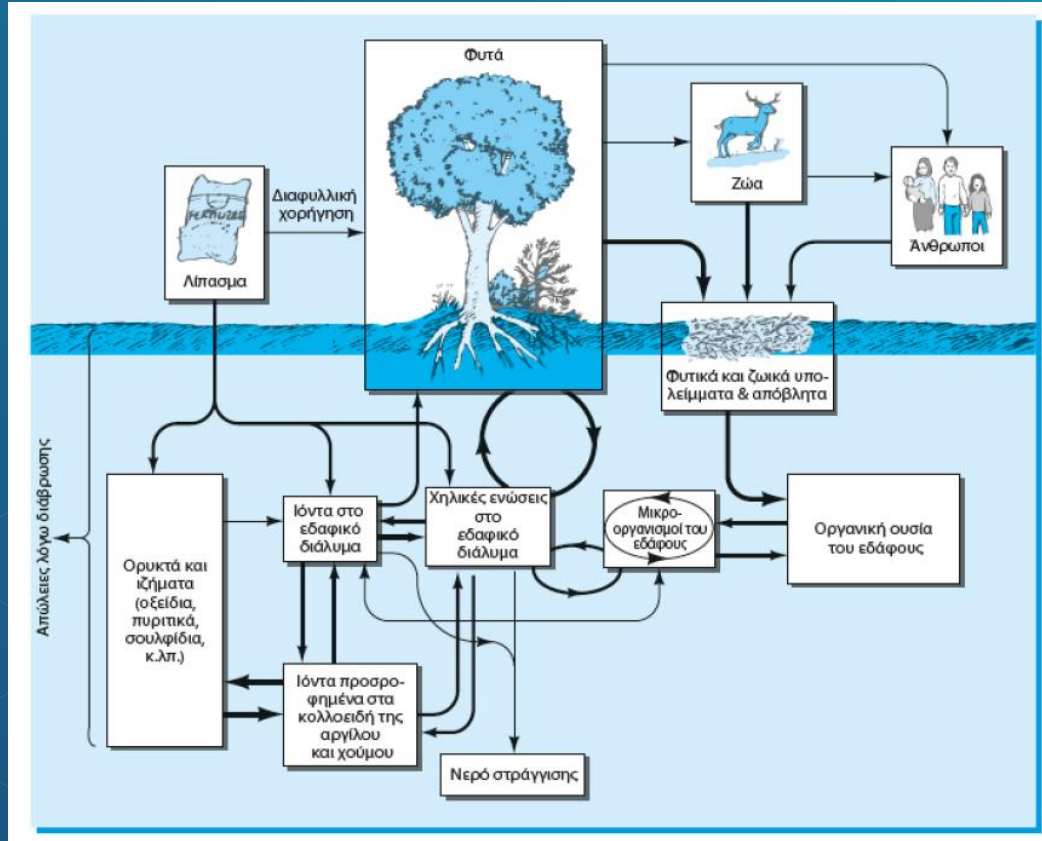 Φυτά
Ζώα
Άνθρωποι
Διαφυλλική
χορήγηση
FERTILIZER
Λίπασμα
Φυτικά και ζωικά υπο-
λείμματα & απόβλητα
Απώλειες λόγω διάβρωσης
Ορυκτά και
ιζήματα
(οξείδια,
πυριτικά,
σουλφίδια,
κ.λπ.)
Ιόντα στο
εδαφικό
διάλυμα
Χηλικές ενώσεις
στο
εδαφικό
διάλυμα
Μικρο-
οργανισμοί του
εδάφους
Οργανική ουσία
του εδάφους
Ιόντα προσρο-
φημένα στα
κολλοειδή της
αργίλου
και χούμου
Νερό στράγγισης